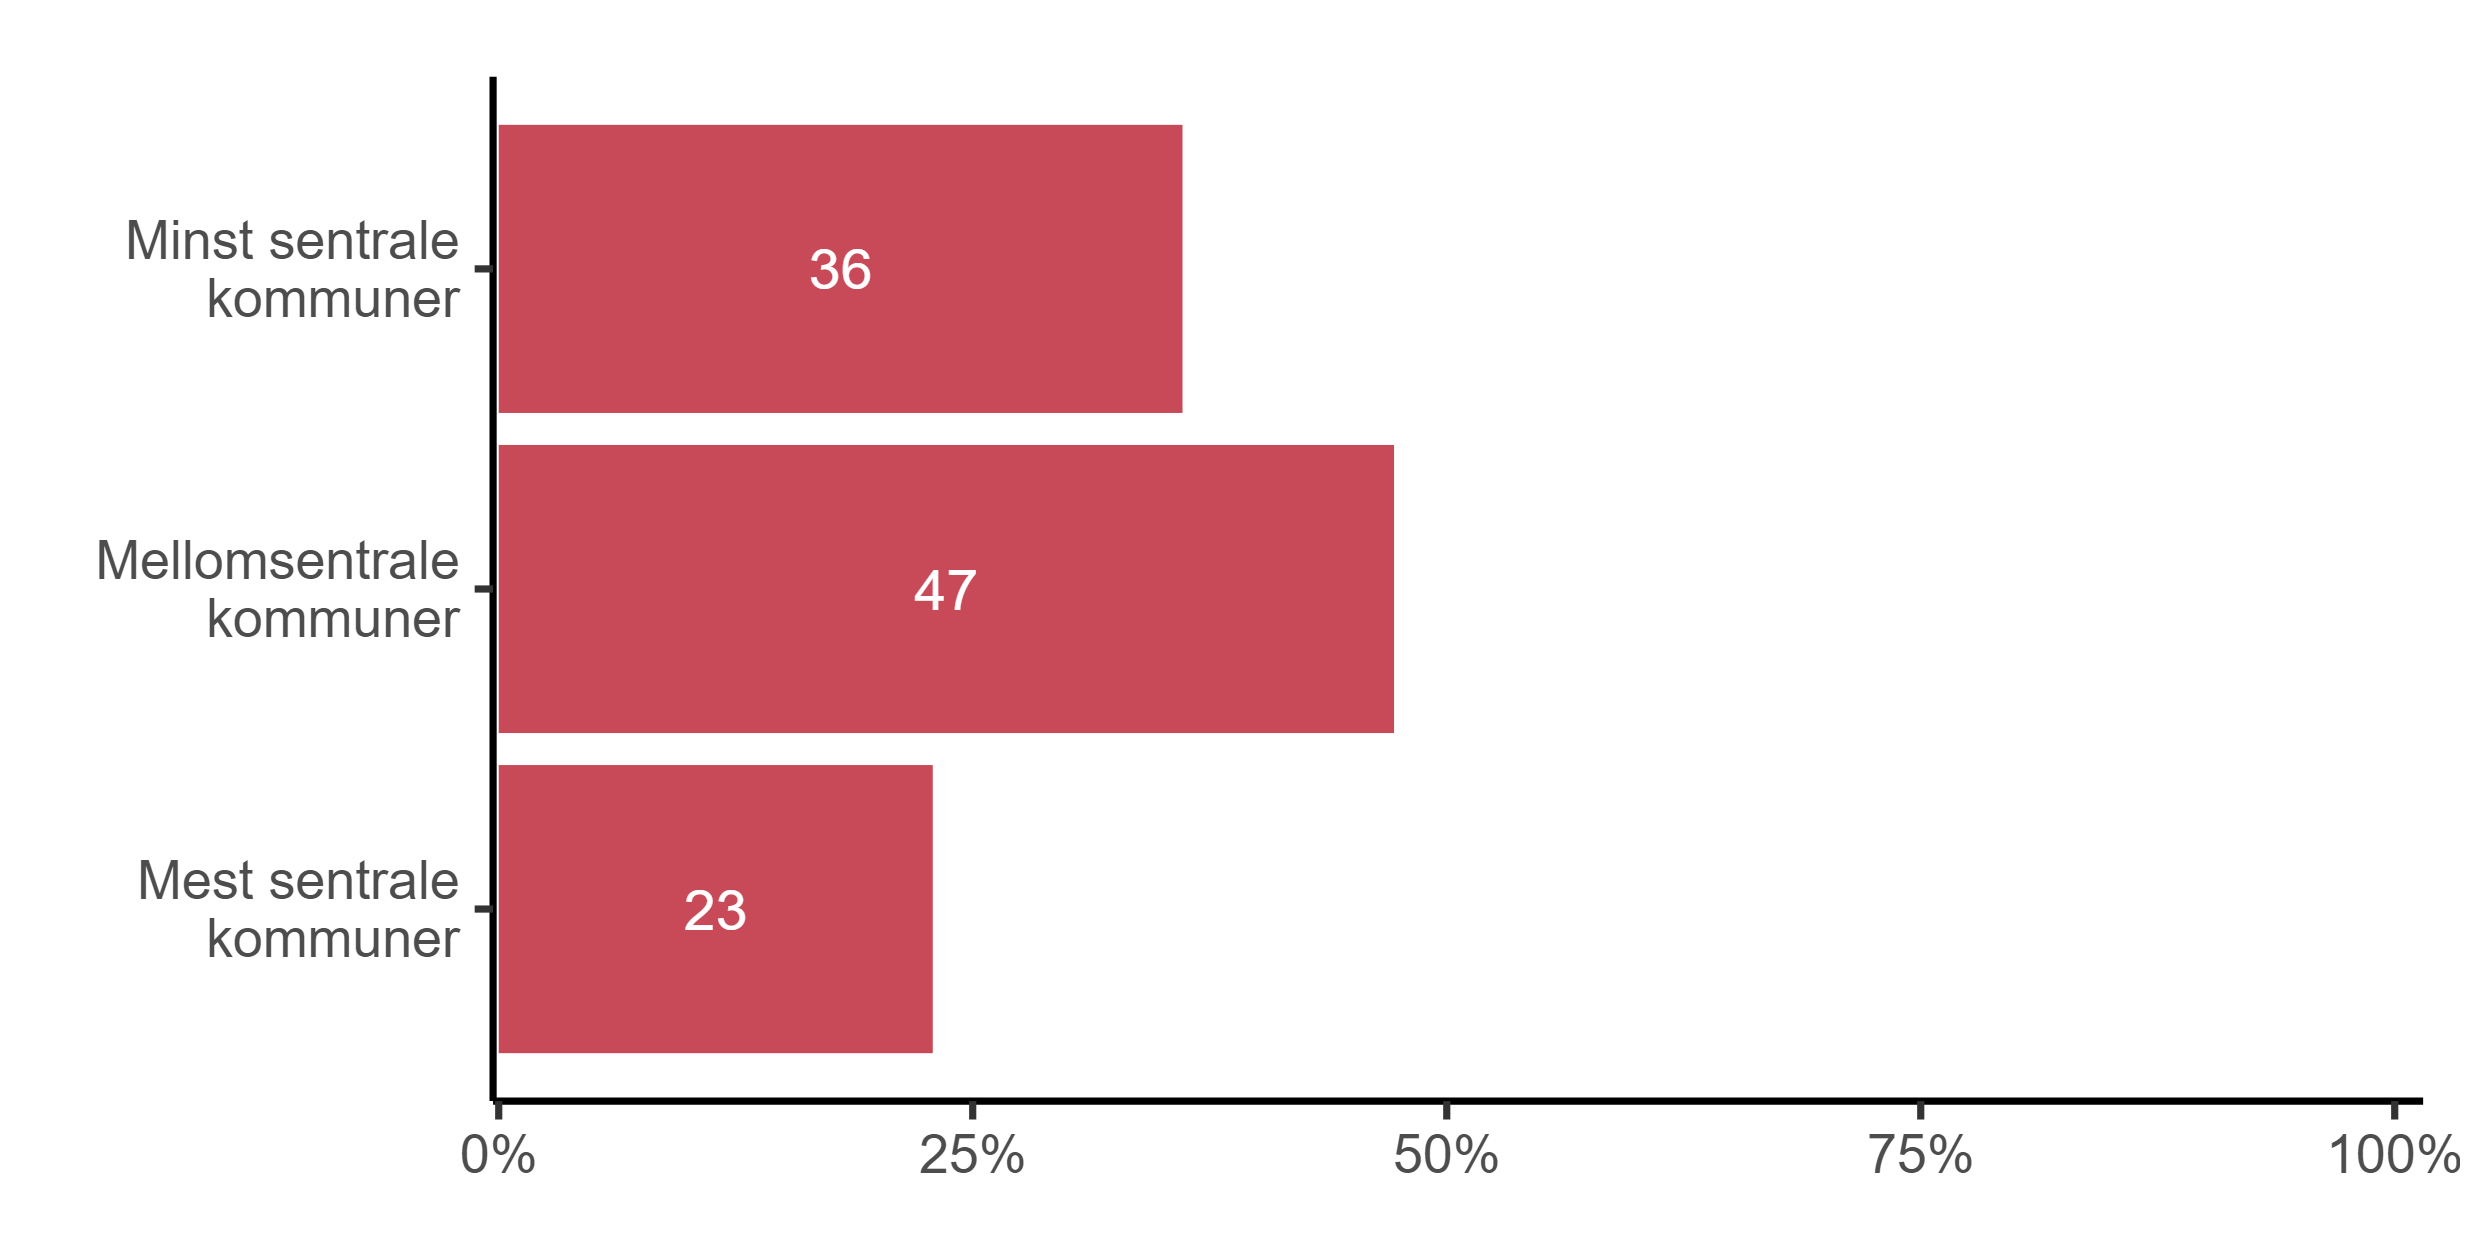 Minst sentrale
kommuner
36
Mellomsentrale
kommuner
47
Mest sentrale
kommuner
23
0%
25%
50%
75%
100%